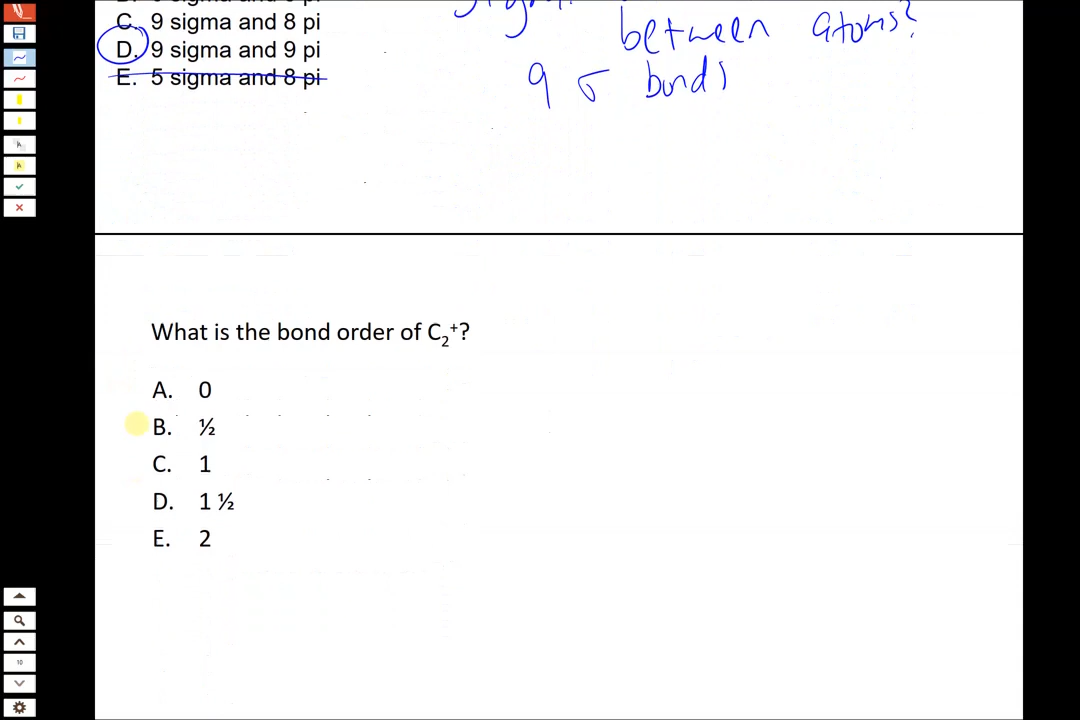 C. 9 sigma and 8 pi
D. 9 sigma and 9 pi
E. 5 sigma and 8 pi
between atoms?
9 σ bonds
What is the bond order of C₂⁺?
A. 0
B. ½
C. 1
D. 1 ½
E. 2
10